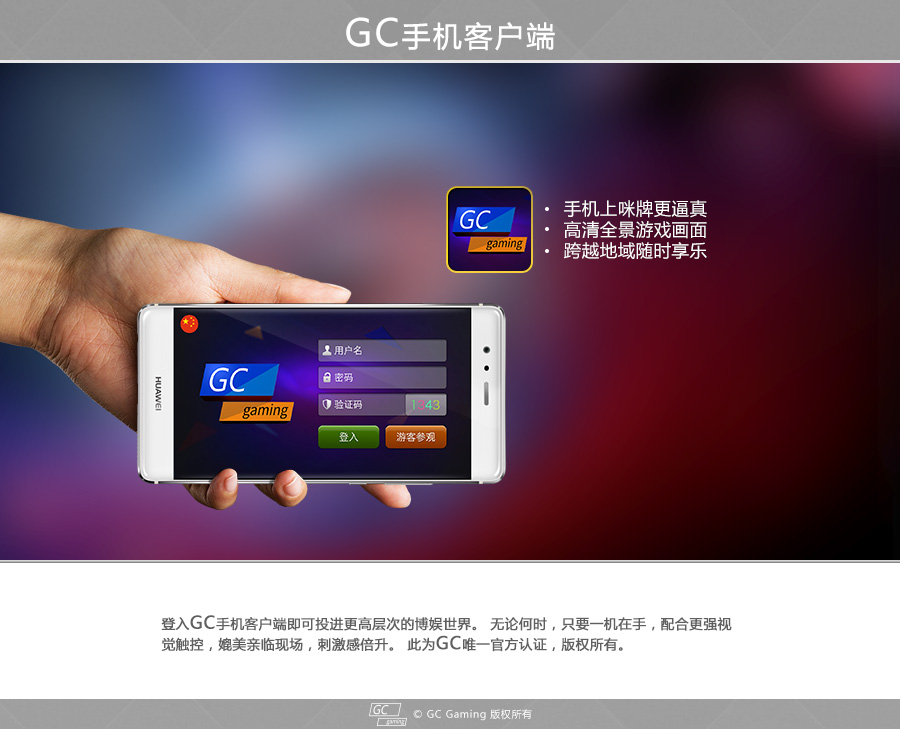 GC手机客户端
GC
gaming
• 手机上咪牌更逼真
• 高清全景游戏画面
• 跨越地域随时享乐
HUAWEI
GC
gaming
用户名
密码
验证码
登入 游客参观
登入GC手机客户端即可投进更高层次的博娱世界。 无论何时，只要一机在手，配合更强视
觉触控，媲美亲临现场，刺激感倍升。 此为GC唯一官方认证，版权所有。
GC
gaming
© GC Gaming 版权所有